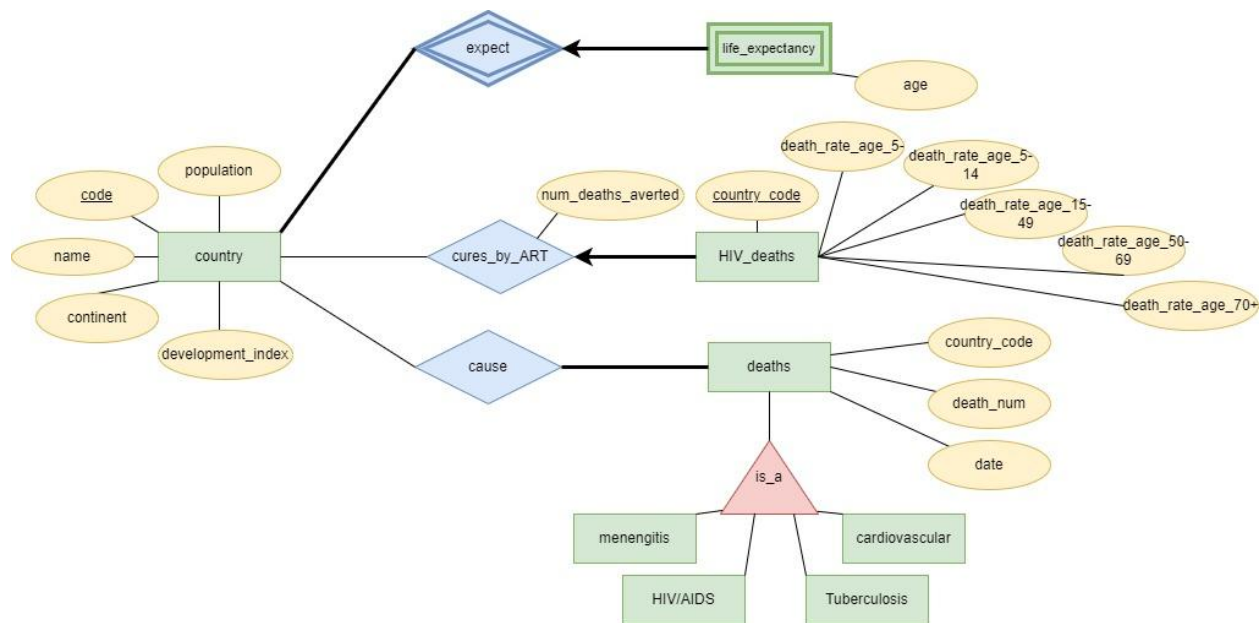 expect
life_expectancy
age
population
code
name
country
continent
development_index
num_deaths_averted
cures_by_ART
country_code
HIV_deaths
death_rate_age_5-
death_rate_age_5-
14
death_rate_age_15-
49
death_rate_age_50-
69
death_rate_age_70+
cause
deaths
country_code
death_num
date
is_a
menengitis
cardiovascular
HIV/AIDS
Tuberculosis